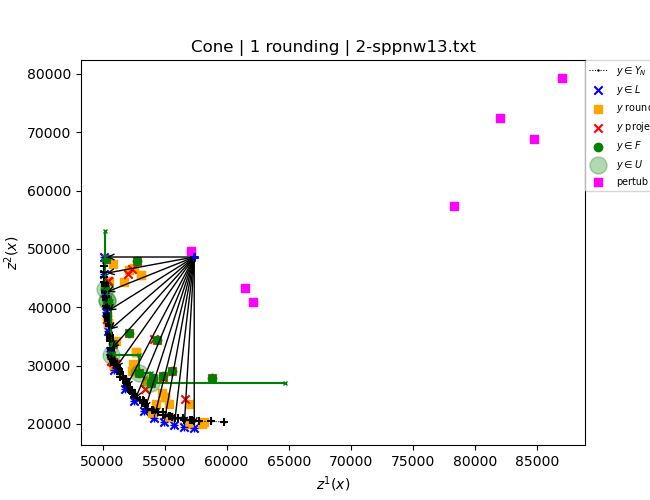 Cone | 1 rounding | 2-sppnw13.txt
80000
70000
60000
50000
40000
30000
20000
z²(x)
50000 55000 60000 65000 70000 75000 80000 85000
z¹(x)
y ∈ Y_N
y ∈ L
y roun
y proje
y ∈ F
y ∈ U
pertub